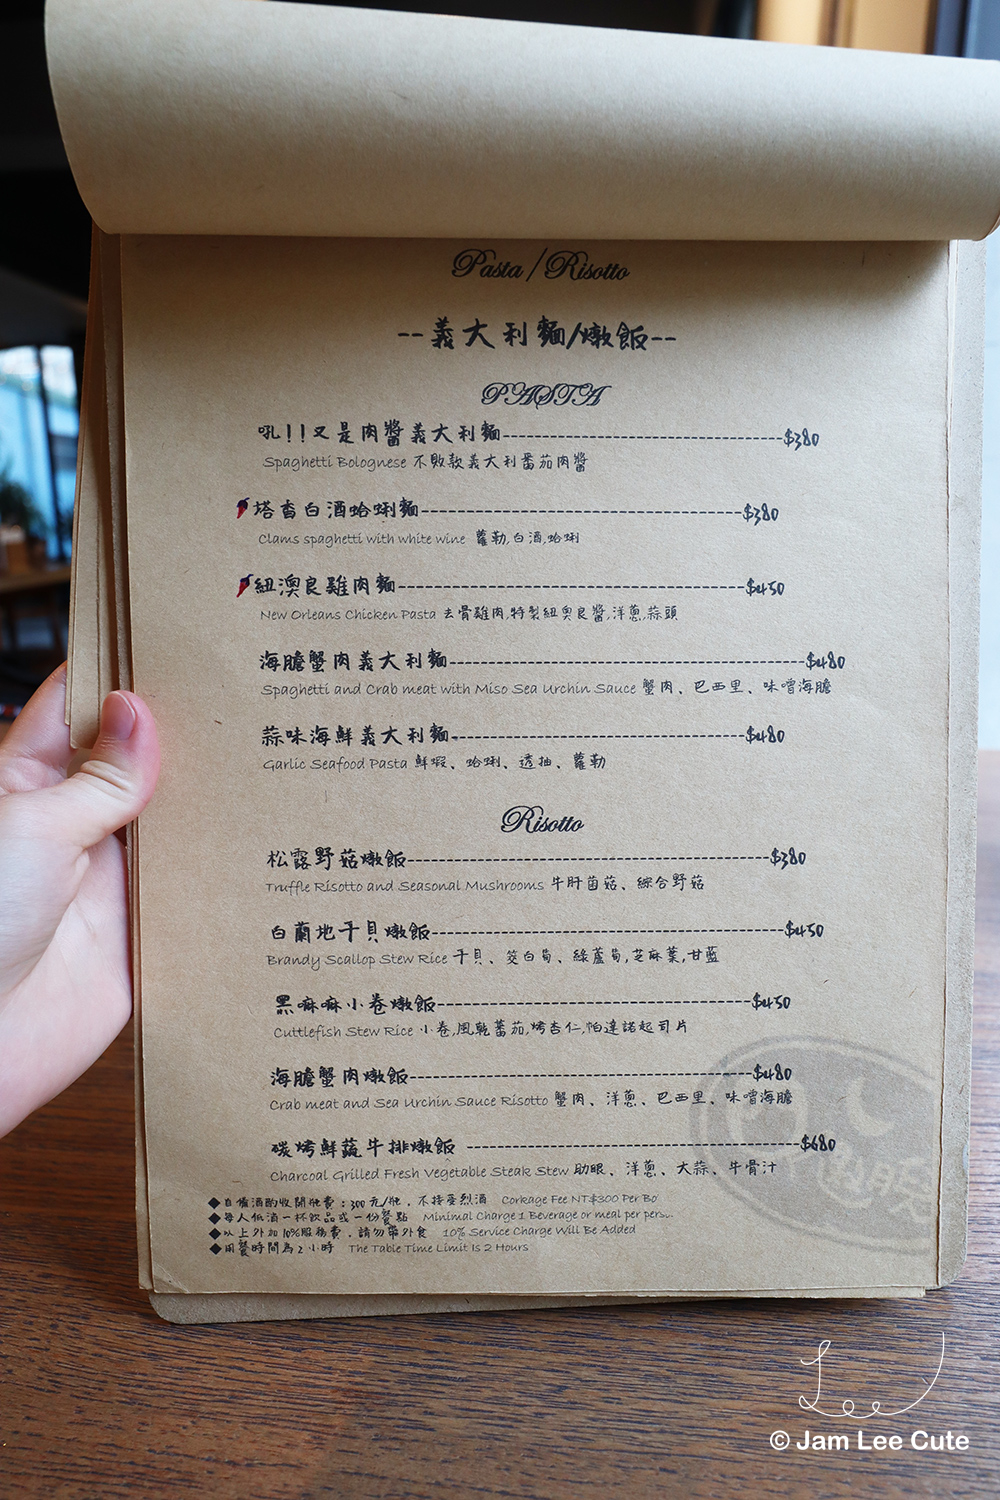 Pasta / Risotto
--義大利麵/燉飯--
PASTA
吼!!又是肉醬義大利麵----------------------------$380
Spaghetti Bolognese 不敗款義大利番茄肉醬
塔香白酒蛤蜊麵--------------------------------$380
Clams spaghetti with white wine 蘿勒,白酒,蛤蜊
紐澳良雞肉麵-----------------------------------$450
New Orleans Chicken Pasta 去骨雞肉,特製紐奧良醬,洋蔥,蒜頭
海膽蟹肉義大利麵------------------------------------$480
Spaghetti and Crab meat with Miso Sea Urchin Sauce 蟹肉、巴西里、味噌海膽
蒜味海鮮義大利麵-----------------------------$480
Garlic Seafood Pasta 鮮蝦、蛤蜊、透抽、蘿勒
Risotto
松露野菇燉飯------------------------------------$380
Truffle Risotto and Seasonal Mushrooms 牛肝菌菇、綜合野菇
白蘭地干貝燉飯-----------------------------------$450
Brandy Scallop Stew Rice 干貝、筊白筍、綠蘆筍,芝麻葉,甘藍
黑嘛嘛小卷燉飯-------------------------------$450
Cuttlefish Stew Rice 小卷,風乾蕃茄,烤杏仁,帕達諾起司片
海膽蟹肉燉飯----------------------------------$480
Crab meat and Sea Urchin Sauce Risotto 蟹肉、洋蔥、巴西里、味噌海膽
碳烤鮮蔬牛排燉飯 ---------------------------------$680
Charcoal Grilled Fresh Vegetable Steak Stew 肋眼、洋蔥、大蒜、牛骨汁
◆自備酒酌收開瓶費：300元/瓶，不接受烈酒 Corkage Fee NT$300 Per Bo
◆每人低消一杯飲品或一份餐點 Minimal Charge 1 Beverage or meal per pers
◆以上外加10%服務費，請勿帶外食 10% Service Charge Will Be Added
◆用餐時間為2小時 The Table Time Limit Is 2 Hours
Lee
© Jam Lee Cute